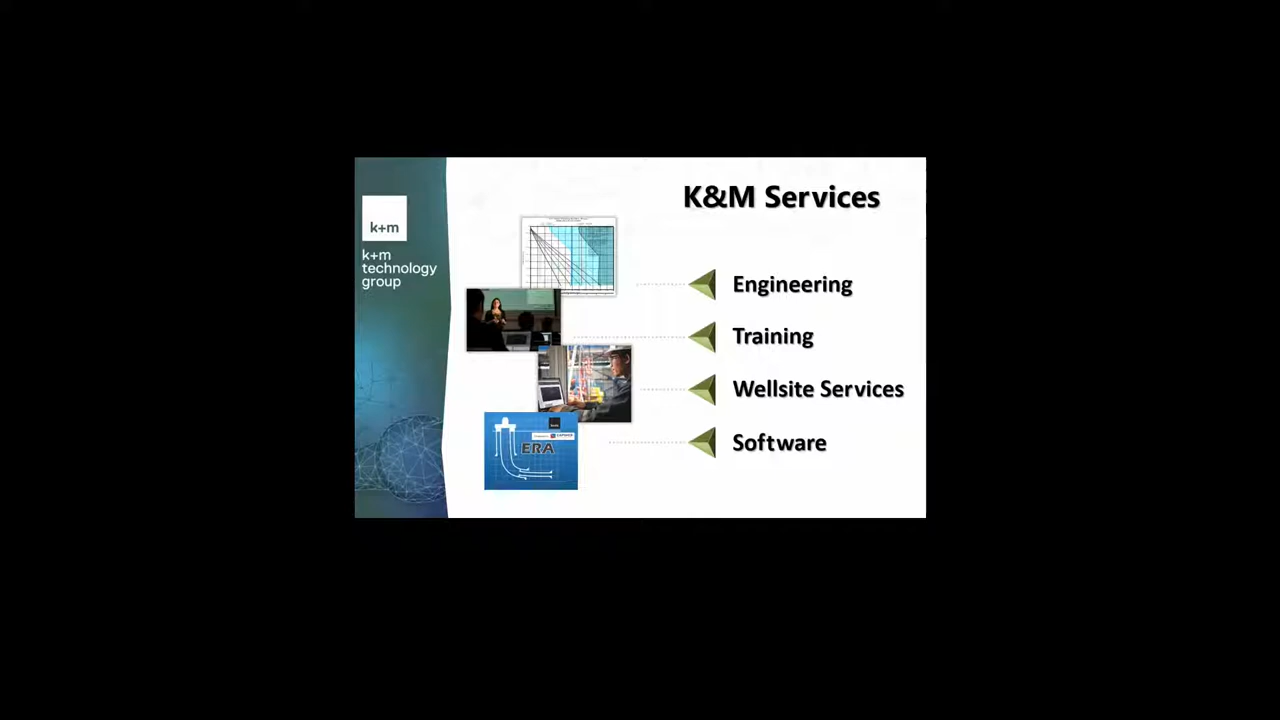 K&M Services
k+m
k+m
technology
group
Engineering
Training
Wellsite Services
Software
ERA